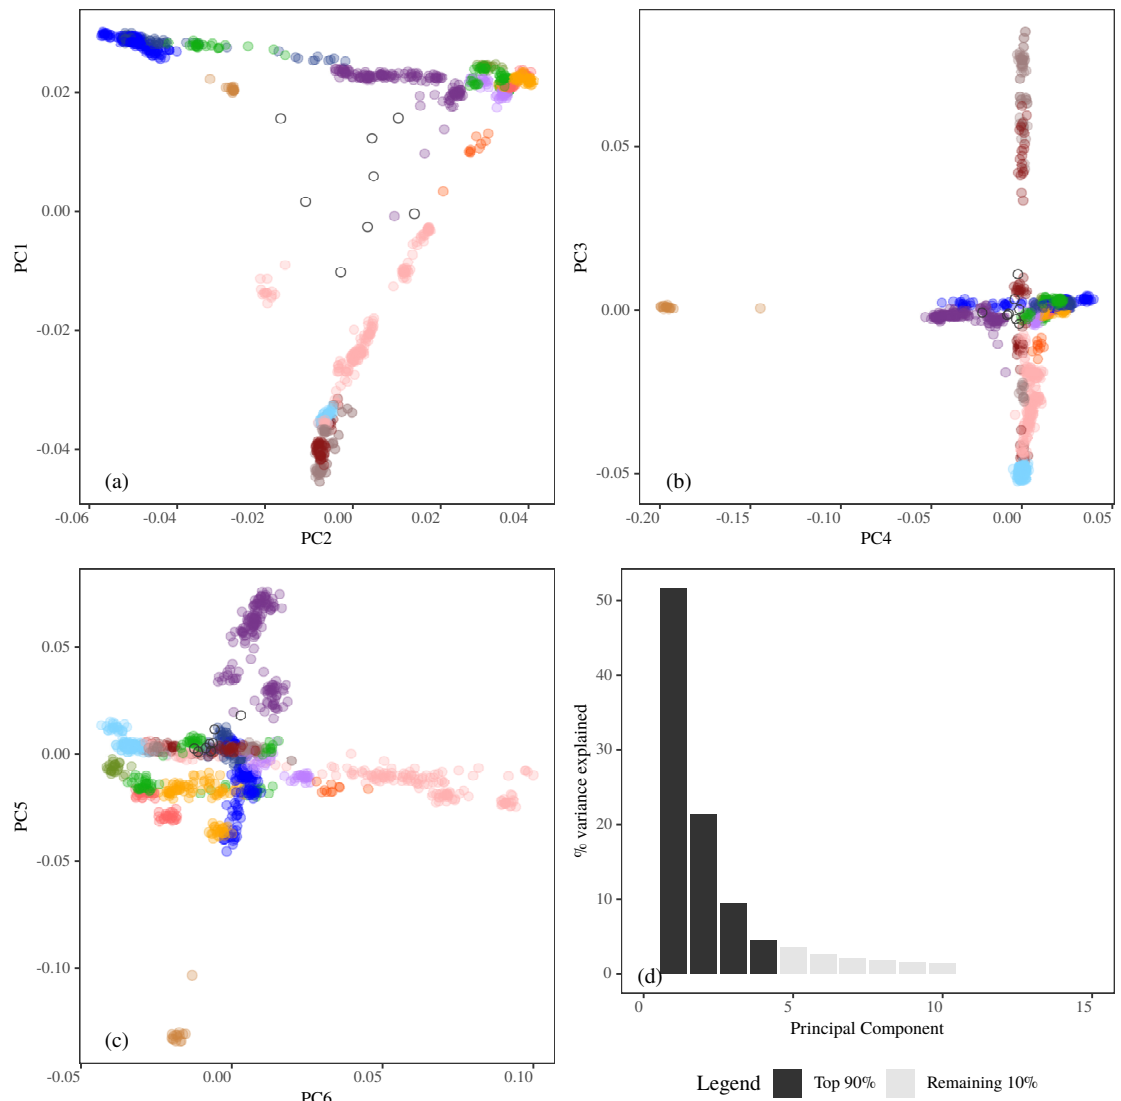 0.02
0.00
-0.02
-0.04
PC1
(a)
-0.06
-0.04
-0.02
0.00
0.02
0.04
PC2
0.05
0.00
-0.05
PC3
(b)
-0.20
-0.15
-0.10
-0.05
0.00
0.05
PC4
0.05
0.00
-0.05
-0.10
PC5
(c)
-0.05
0.00
0.05
0.10
PC6
50
40
30
20
10
0
% variance explained
(d)
0
5
10
15
Principal Component
Legend
Top 90%
Remaining 10%